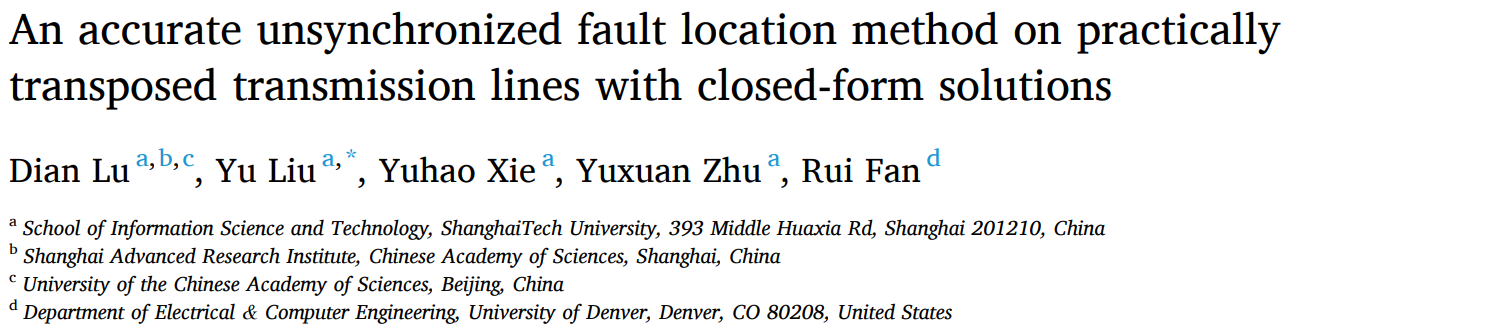 An accurate unsynchronized fault location method on practically
transposed transmission lines with closed-form solutions
Dian Lu a,b,c, Yu Liu a,*, Yuhao Xie a, Yuxuan Zhu a, Rui Fan d
a School of Information Science and Technology, ShanghaiTech University, 393 Middle Huaxia Rd, Shanghai 201210, China
b Shanghai Advanced Research Institute, Chinese Academy of Sciences, Shanghai, China
c University of the Chinese Academy of Sciences, Beijing, China
d Department of Electrical & Computer Engineering, University of Denver, Denver, CO 80208, United States